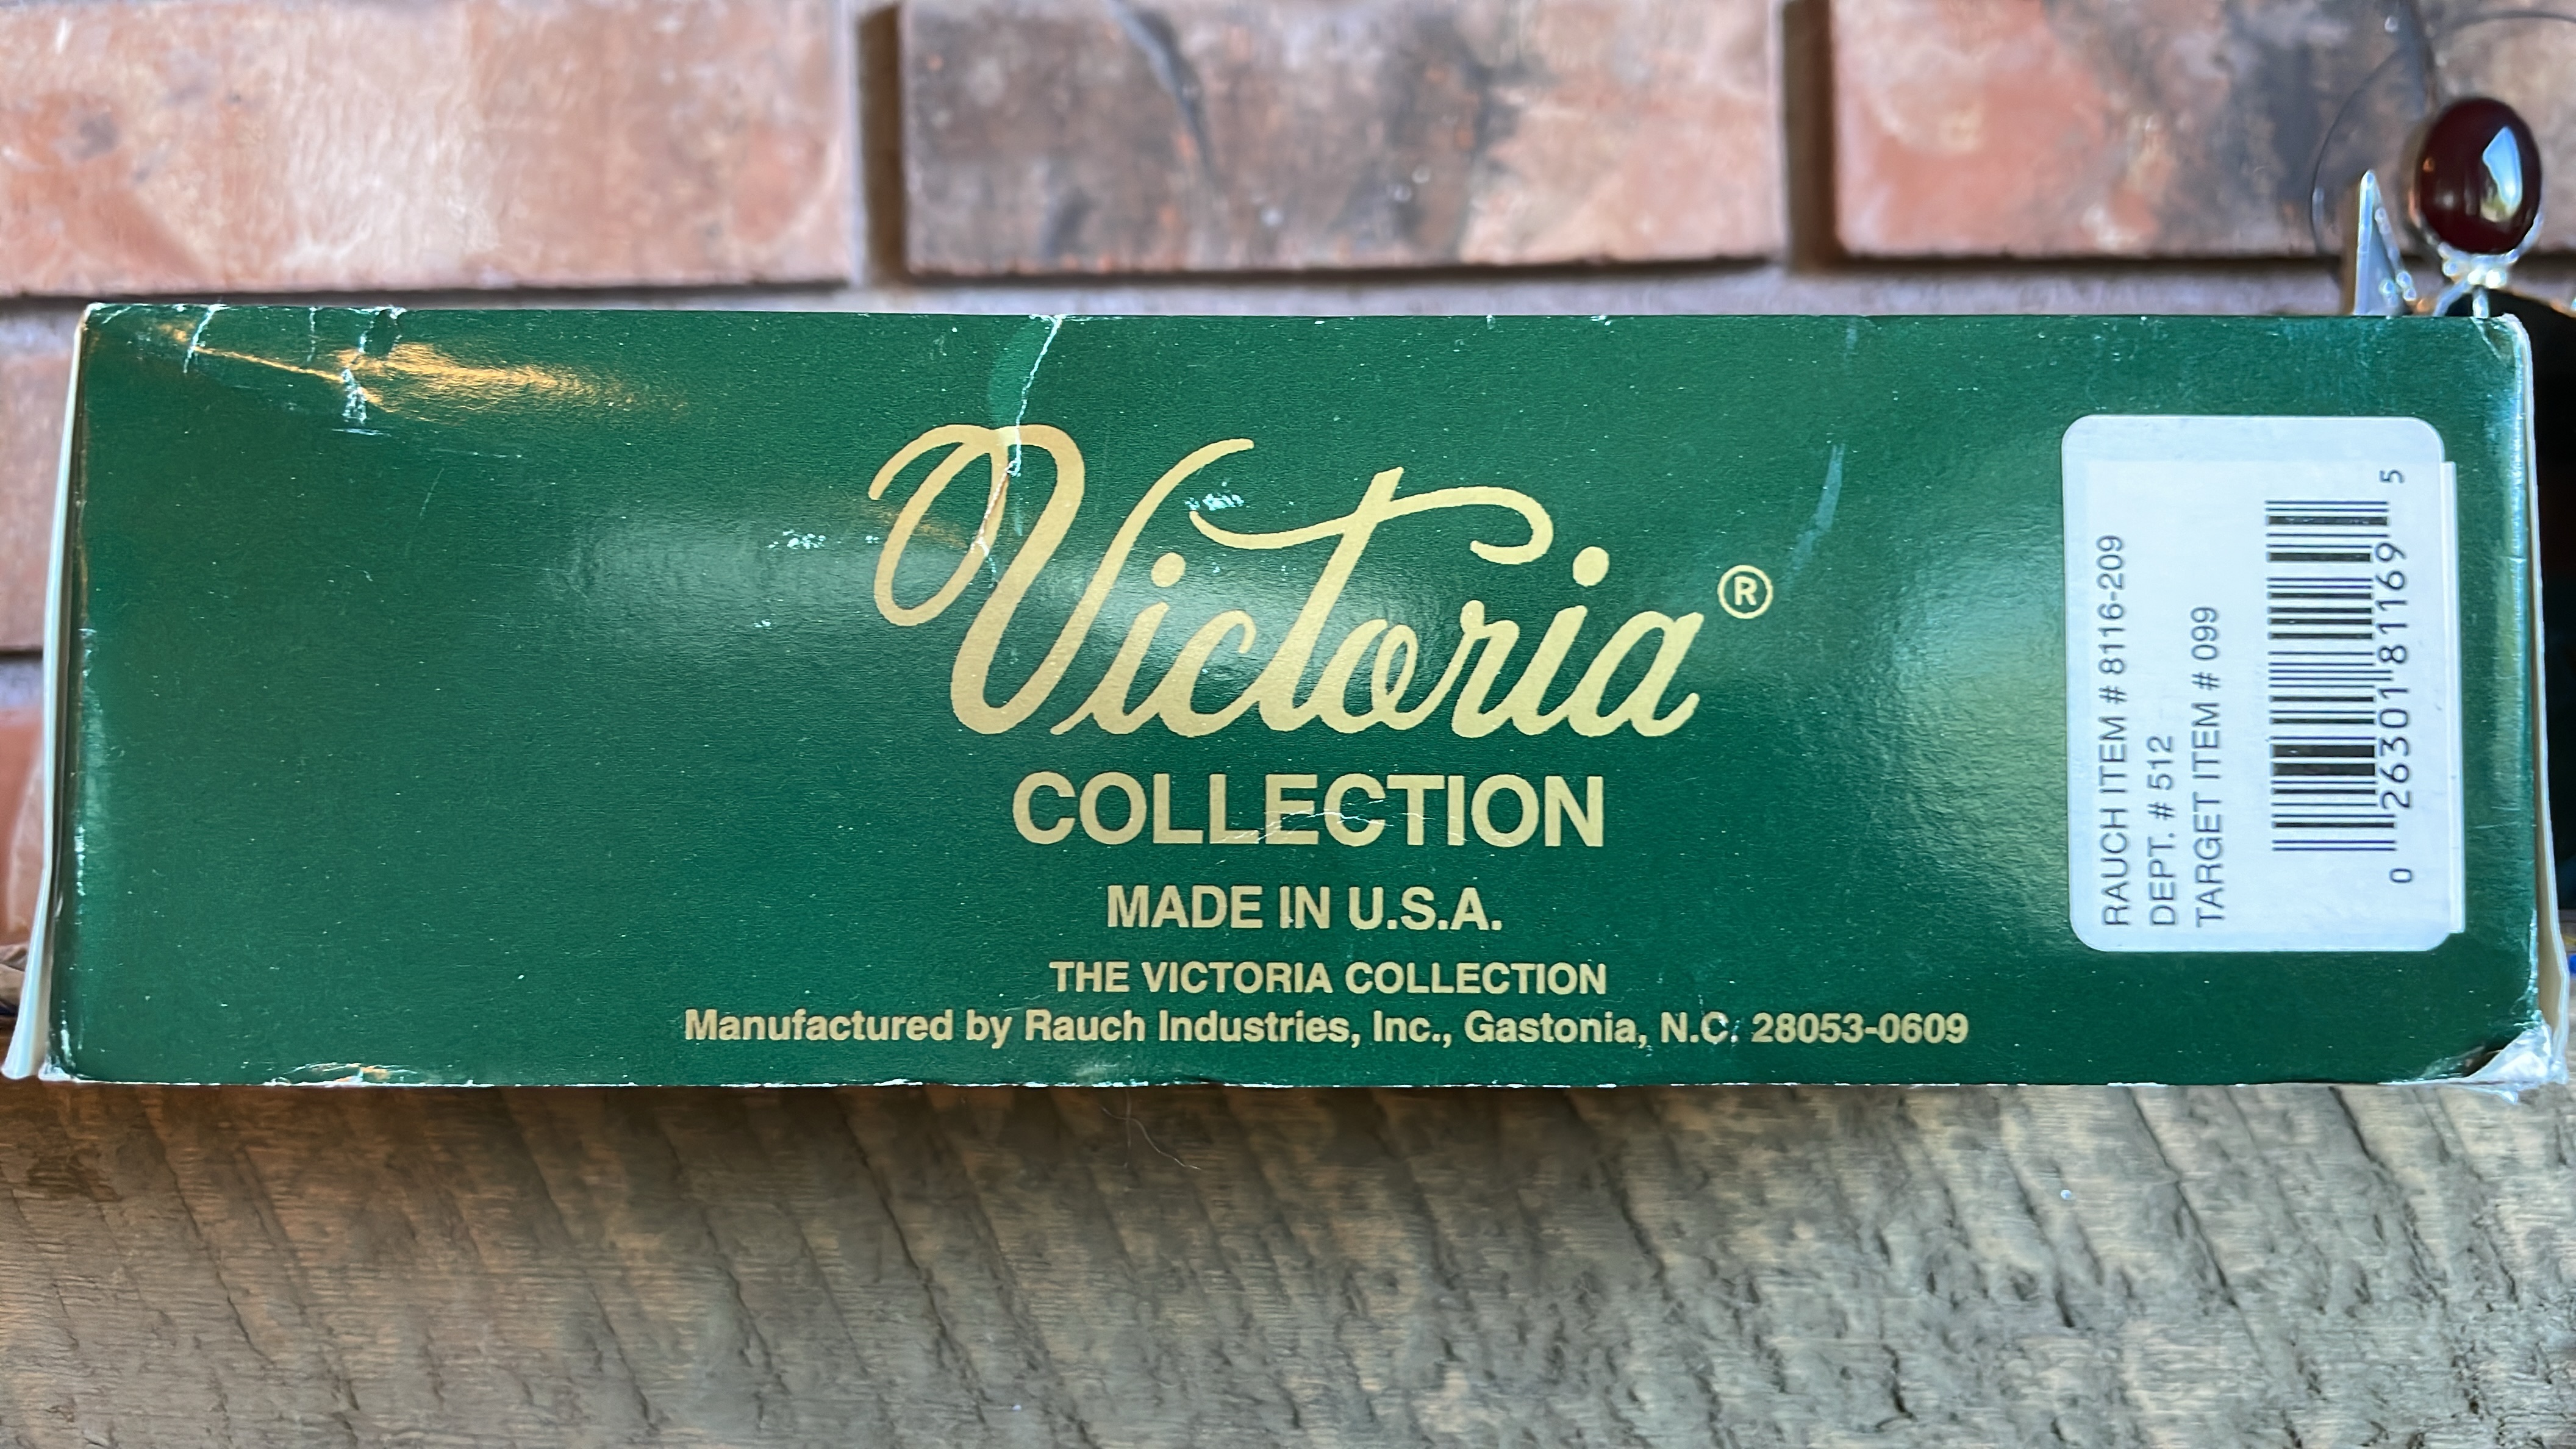 Victoria®
COLLECTION
MADE IN U.S.A.
THE VICTORIA COLLECTION
Manufactured by Rauch Industries, Inc., Gastonia, N.C. 28053-0609
RAUCH ITEM # 8116-209
DEPT. # 512
TARGET ITEM # 099
0 26301 81169 5